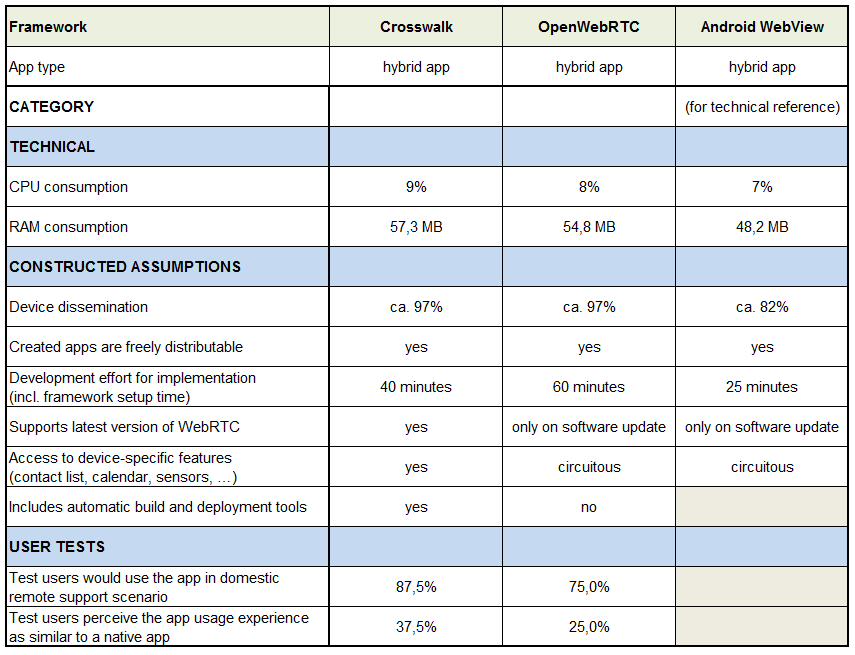 Framework Crosswalk OpenWebRTC Android WebView
App type hybrid app hybrid app hybrid app
CATEGORY (for technical reference)
TECHNICAL
CPU consumption 9% 8% 7%
RAM consumption 57,3 MB 54,8 MB 48,2 MB
CONSTRUCTED ASSUMPTIONS
Device dissemination ca. 97% ca. 97% ca. 82%
Created apps are freely distributable yes yes yes
Development effort for implementation
(incl. framework setup time) 40 minutes 60 minutes 25 minutes
Supports latest version of WebRTC yes only on software update only on software update
Access to device-specific features
(contact list, calendar, sensors, …) yes circuitous circuitous
Includes automatic build and deployment tools yes no
USER TESTS
Test users would use the app in domestic
remote support scenario 87,5% 75,0%
Test users perceive the app usage experience
as similar to a native app 37,5% 25,0%